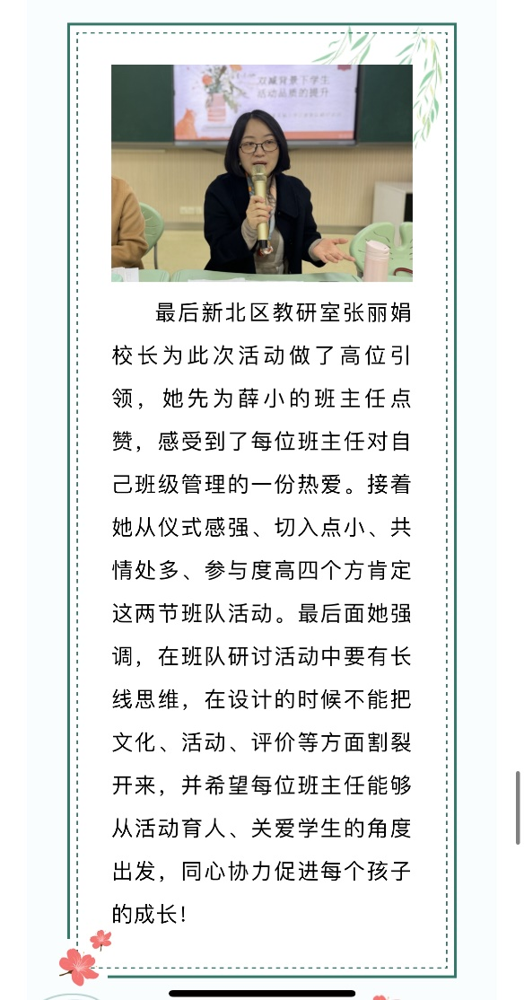 双减背景下学生
活动品质的提升
最后新北区教研室张丽娟
校长为此次活动做了高位引
领，她先为薛小的班主任点
赞，感受到了每位班主任对自
己班级管理的一份热爱。接着
她从仪式感强、切入点小、共
情处多、参与度高四个方肯定
这两节班队活动。最后面她强
调，在班队研讨活动中要有长
线思维，在设计的时候不能把
文化、活动、评价等方面割裂
开来，并希望每位班主任能够
从活动育人、关爱学生的角度
出发，同心协力促进每个孩子
的成长！